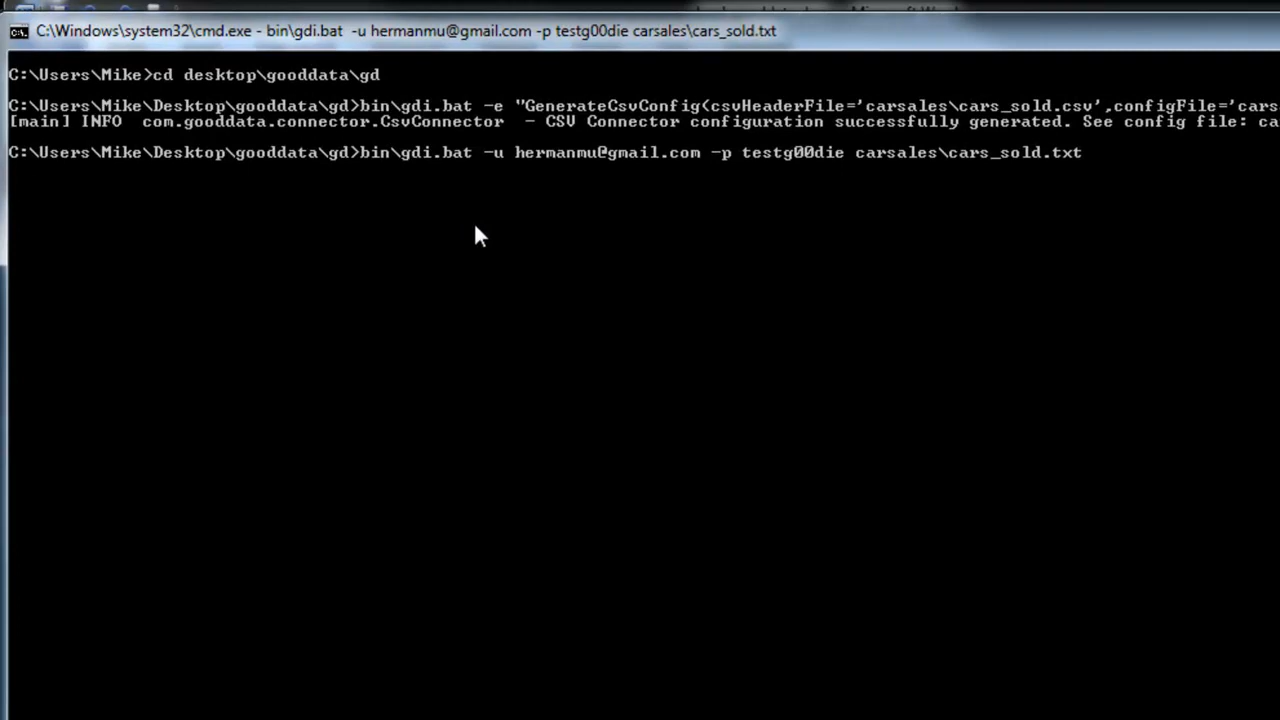 C:\Windows\system32\cmd.exe - bin\gdi.bat  -u hermanmu@gmail.com -p testg00die carsales\cars_sold.txt
C:\Users\Mike>cd desktop\gooddata\gd
C:\Users\Mike\Desktop\gooddata\gd>bin\gdi.bat -e "GenerateCsvConfig(csvHeaderFile='carsales\cars_sold.csv',configFile='cars
[main] INFO  com.gooddata.connector.CsvConnector  - CSV Connector configuration successfully generated. See config file: ca
C:\Users\Mike\Desktop\gooddata\gd>bin\gdi.bat -u hermanmu@gmail.com -p testg00die carsales\cars_sold.txt